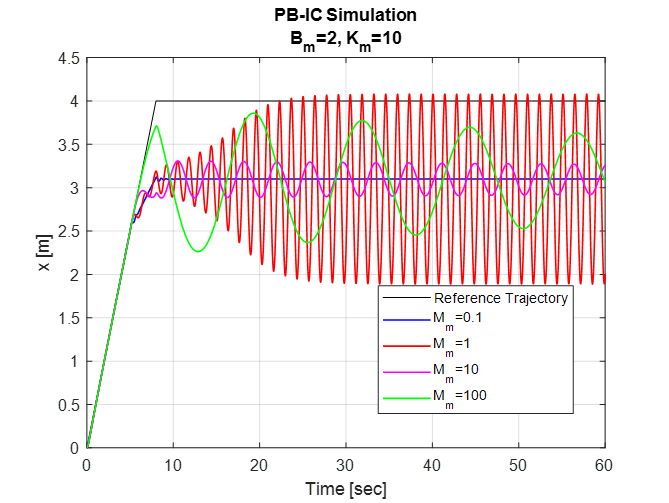 PB-IC Simulation
B_m=2, K_m=10
4.5
4
3.5
3
2.5
2
1.5
1
0.5
0
x [m]
Reference Trajectory
M_m=0.1
M_m=1
M_m=10
M_m=100
0 10 20 30 40 50 60
Time [sec]